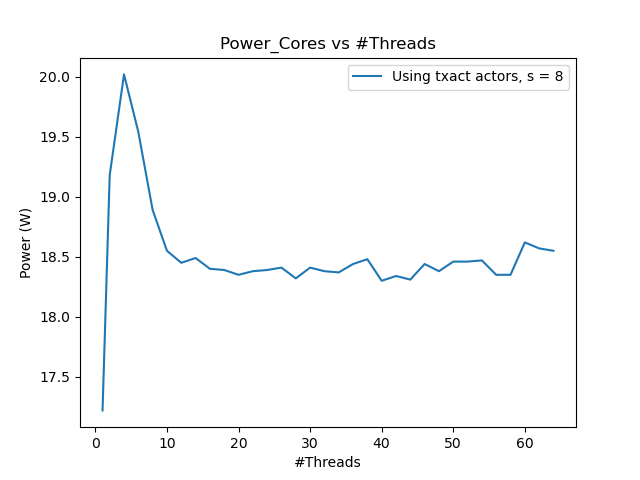 Power_Cores vs #Threads
Using txact actors, s = 8
20.0
19.5
19.0
18.5
18.0
17.5
Power (W)
0 10 20 30 40 50 60
#Threads